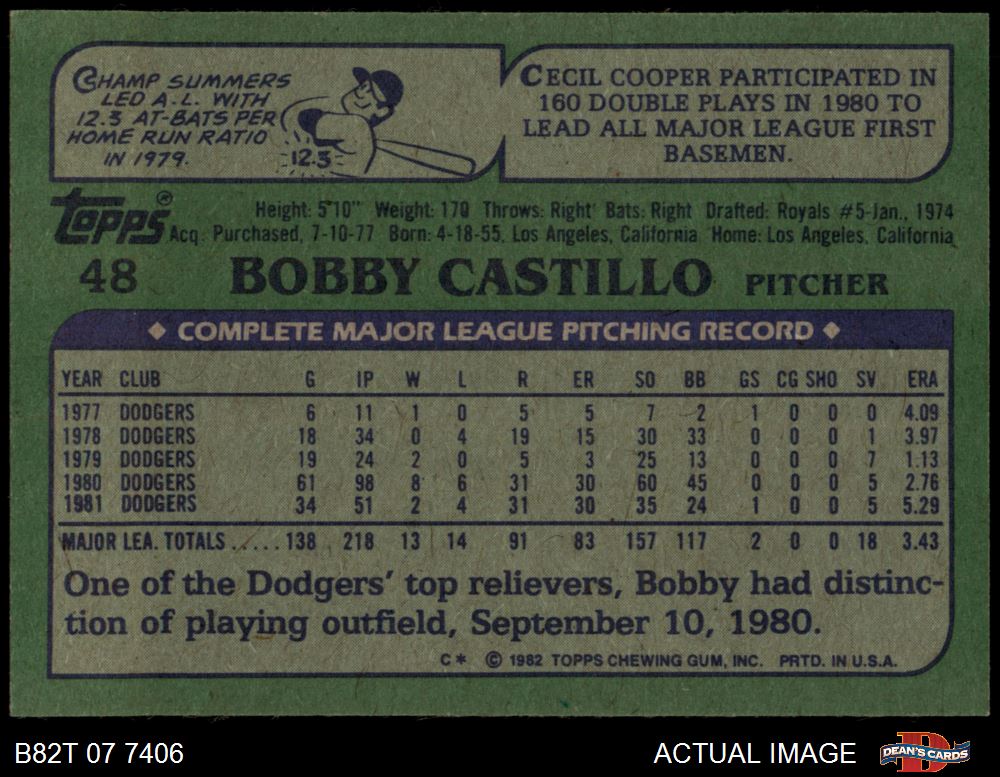 CHAMP SUMMERS
LED A.L. WITH
12.3 AT-BATS PER
HOME RUN RATIO
IN 1979.
12.3
CECIL COOPER PARTICIPATED IN
160 DOUBLE PLAYS IN 1980 TO
LEAD ALL MAJOR LEAGUE FIRST
BASEMEN.
topps®
Height: 5'10" Weight: 170 Throws: Right Bats: Right Drafted: Royals #5-Jan., 1974
Acq. Purchased, 7-10-77 Born: 4-18-55, Los Angeles, California Home: Los Angeles, California
48 BOBBY CASTILLO PITCHER
◆ COMPLETE MAJOR LEAGUE PITCHING RECORD ◆
YEAR CLUB G IP W L R ER SO BB GS CG SHO SV ERA
1977 DODGERS 6 11 1 0 5 5 7 2 1 0 0 0 4.09
1978 DODGERS 18 34 0 4 19 15 30 33 0 0 0 1 3.97
1979 DODGERS 19 24 2 0 5 3 25 13 0 0 0 7 1.13
1980 DODGERS 61 98 8 6 31 30 60 45 0 0 0 5 2.76
1981 DODGERS 34 51 2 4 31 30 35 24 1 0 0 5 5.29
MAJOR LEA. TOTALS ..... 138 218 13 14 91 83 157 117 2 0 0 18 3.43
One of the Dodgers' top relievers, Bobby had distinc-
tion of playing outfield, September 10, 1980.
C* © 1982 TOPPS CHEWING GUM, INC. PRTD. IN U.S.A.
B82T 07 7406 ACTUAL IMAGE DEAN'S CARDS